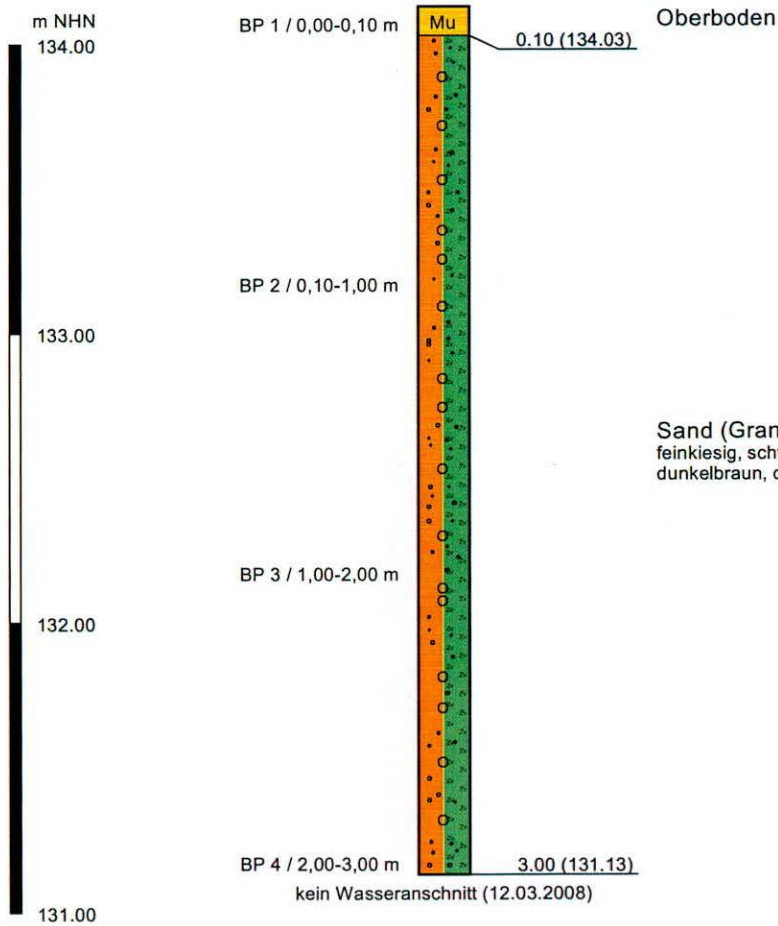 m NHN
134.00
BP 1 / 0,00-0,10 m
Mu
0.10 (134.03)
Oberboden
BP 2 / 0,10-1,00 m
133.00
Sand
feinkiesig,
dunkelbraun,
BP 3 / 1,00-2,00 m
132.00
BP 4 / 2,00-3,00 m
3.00 (131.13)
kein Wasseranschnitt (12.03.2008)
131.00